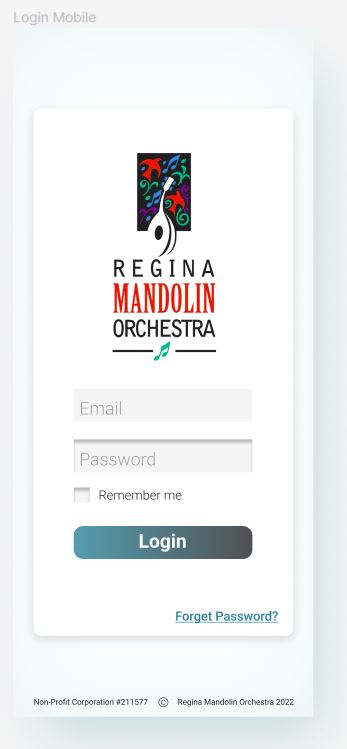 Login Mobile
REGINA
MANDOLIN
ORCHESTRA
Email
Password
Remember me
Login
Forget Password?
Non-Profit Corporation #211577 © Regina Mandolin Orchestra 2022